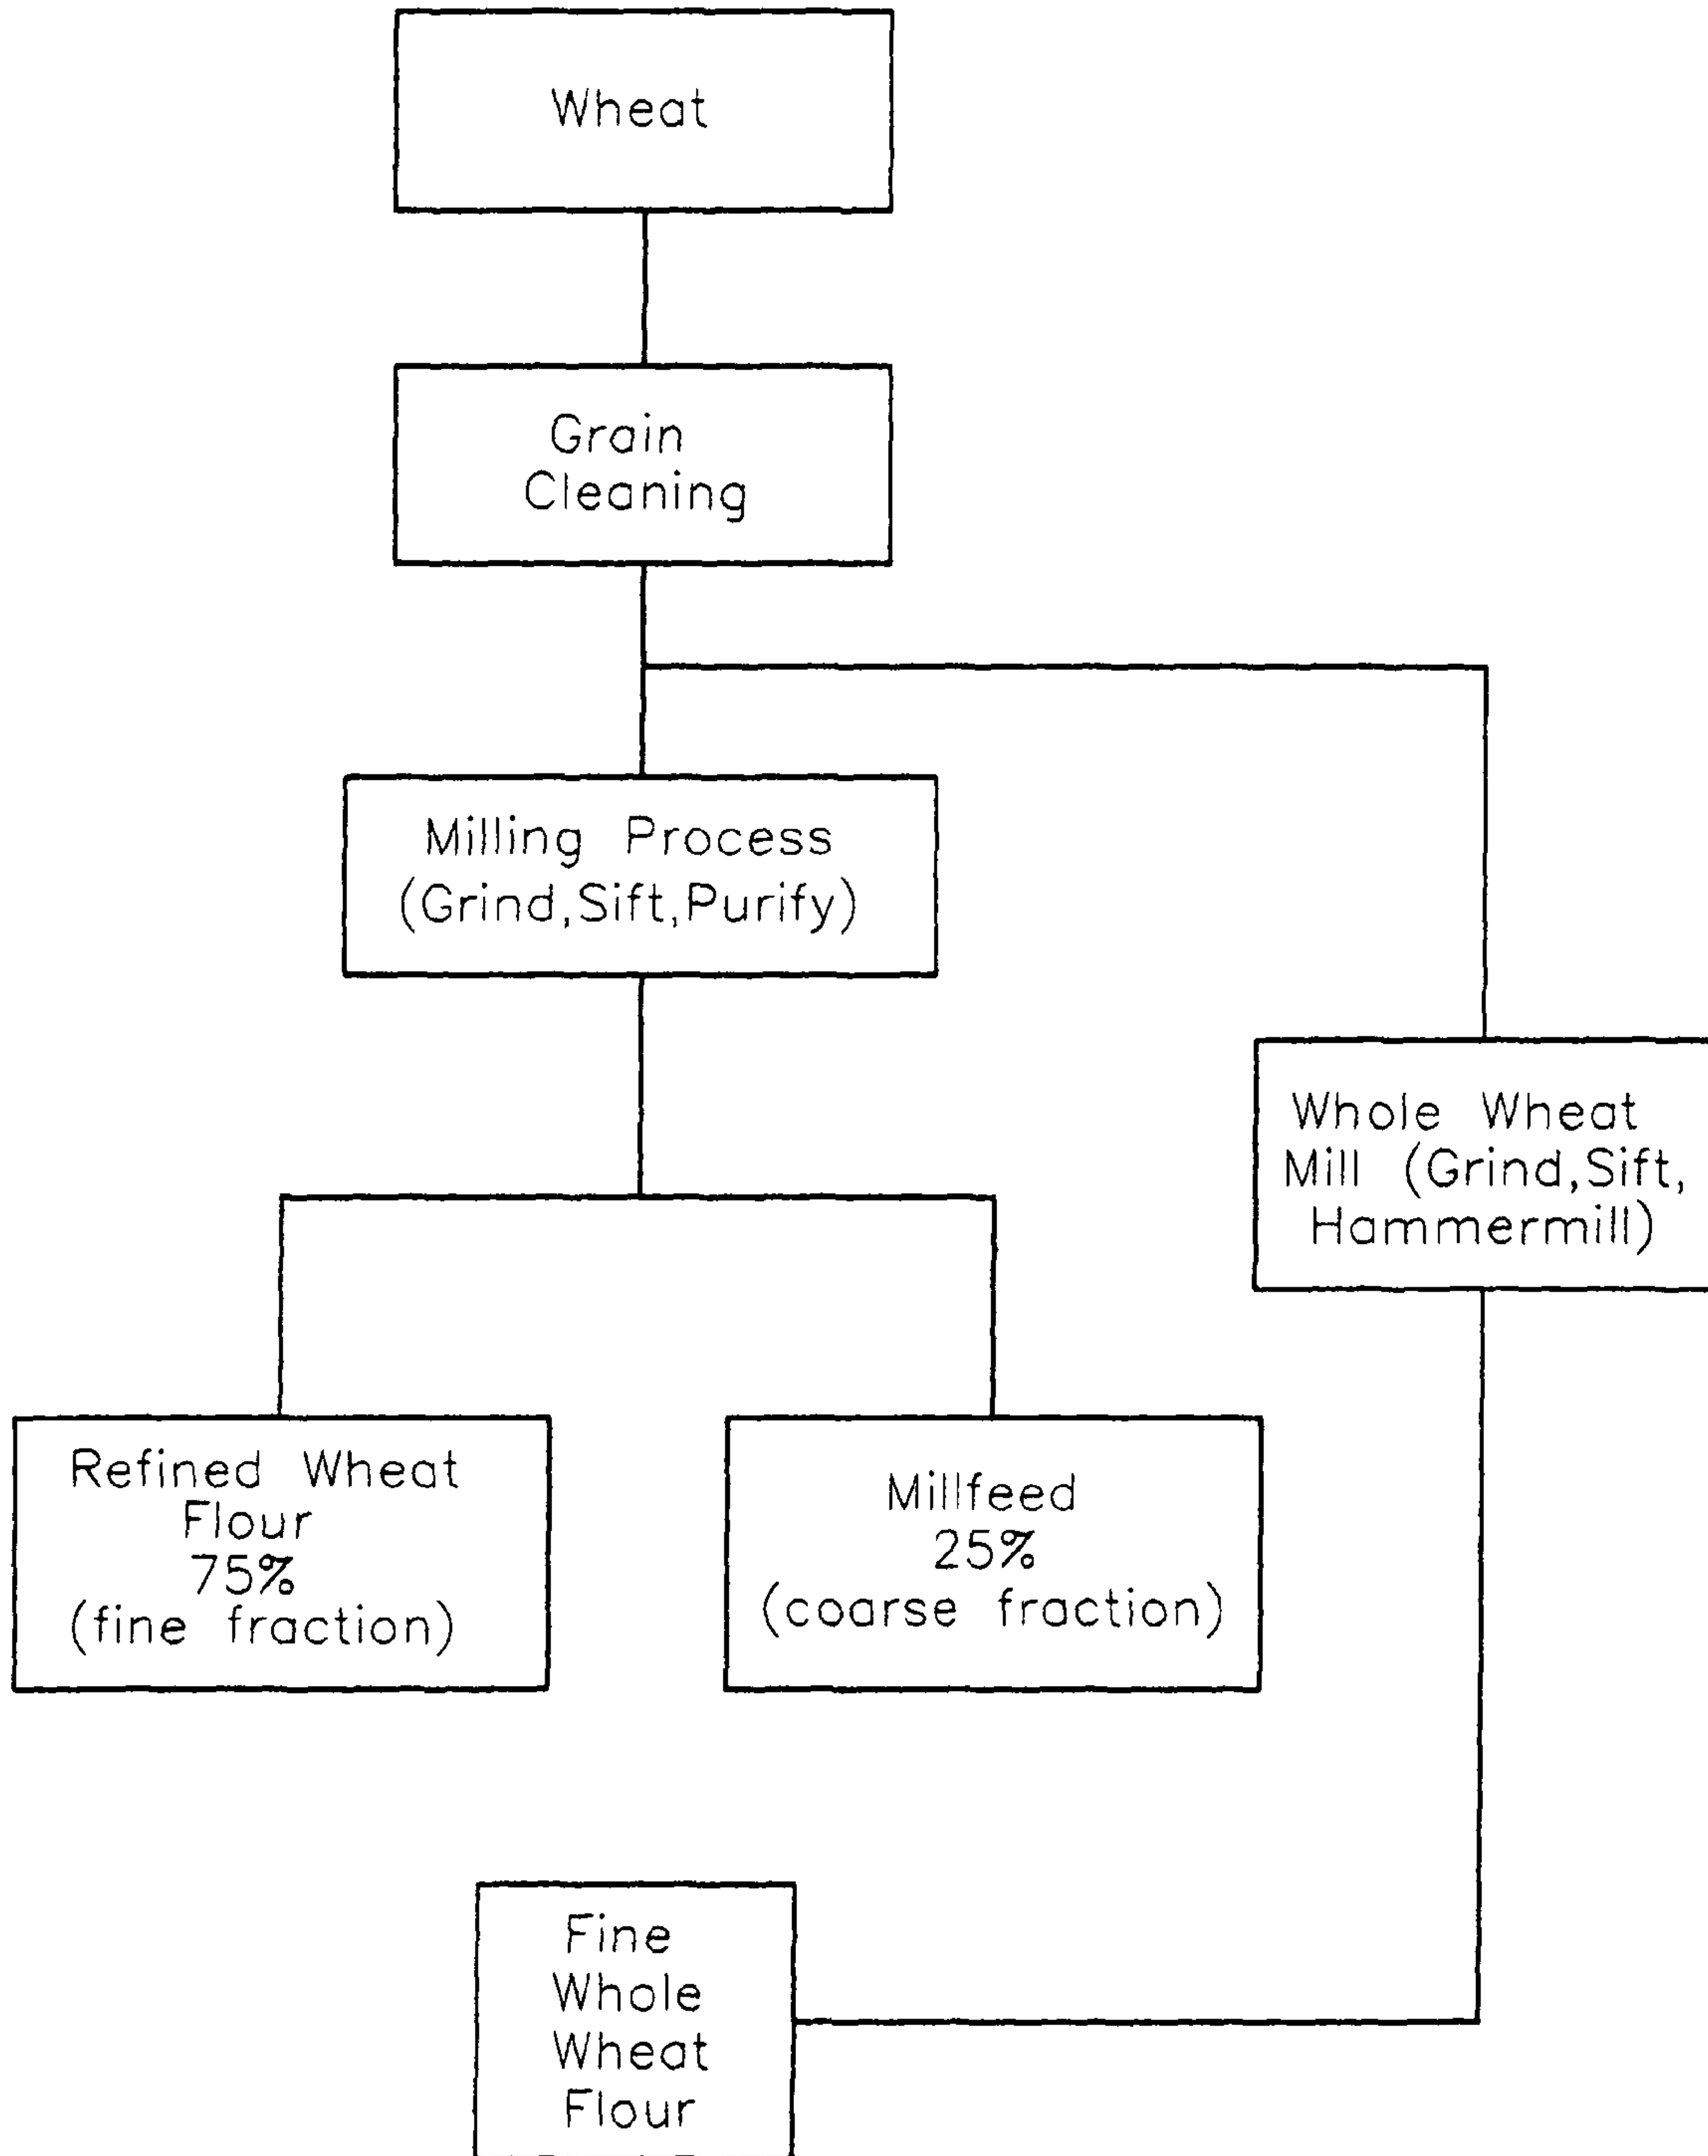 Wheat
Grain
Cleaning
Milling Process
(Grind,Sift,Purify)
Whole Wheat
Mill (Grind,Sift,
Hammermill)
Refined Wheat
Flour
75%
(fine fraction)
Millfeed
25%
(coarse fraction)
Fine
Whole
Wheat
Flour